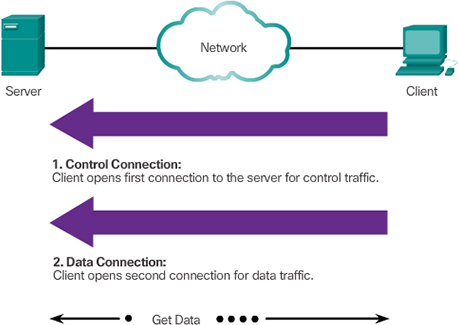 Network
Server
Client
1. Control Connection:
Client opens first connection to the server for control traffic.
2. Data Connection:
Client opens second connection for data traffic.
Get Data